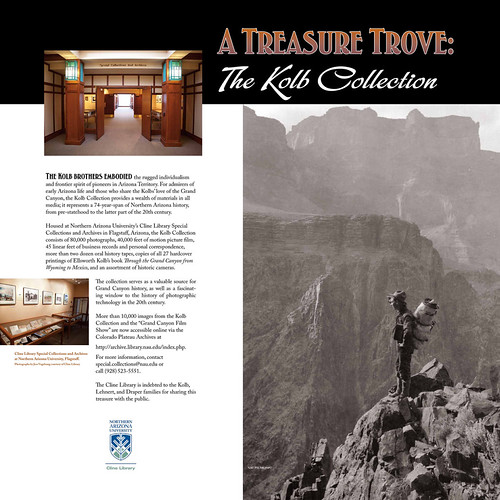 A TREASURE TROVE:
The Kolb Collection
Special Collections and Archives
THE KOLB BROTHERS EMBODIED the rugged individualism
and frontier spirit of pioneers in Arizona Territory. For admirers of
early Arizona life and those who share the Kolbs' love of the Grand
Canyon, the Kolb Collection provides a wealth of materials in all
media; it represents a 74-year-span of Northern Arizona history,
from pre-statehood to the latter part of the 20th century.
Housed at Northern Arizona University's Cline Library Special
Collections and Archives in Flagstaff, Arizona, the Kolb Collection
consists of 80,000 photographs, 40,000 feet of motion picture film,
45 linear feet of business records and personal correspondence,
more than two dozen oral history tapes, copies of all 27 hardcover
printings of Ellsworth Kolb's book Through the Grand Canyon from
Wyoming to Mexico, and an assortment of historic cameras.
The collection serves as a valuable source for
Grand Canyon history, as well as a fascinat-
ing window to the history of photographic
technology in the 20th century.
More than 10,000 images from the Kolb
Collection and the "Grand Canyon Film
Show" are now accessible online via the
Colorado Plateau Archives at
http://archive.library.nau.edu/index.php.
For more information, contact
special.collections@nau.edu or
call (928) 523-5551.
The Cline Library is indebted to the Kolb,
Lehnert, and Draper families for sharing this
treasure with the public.
Cline Library Special Collections and Archives
at Northern Arizona University, Flagstaff.
NORTHERN
ARIZONA
UNIVERSITY
Cline Library